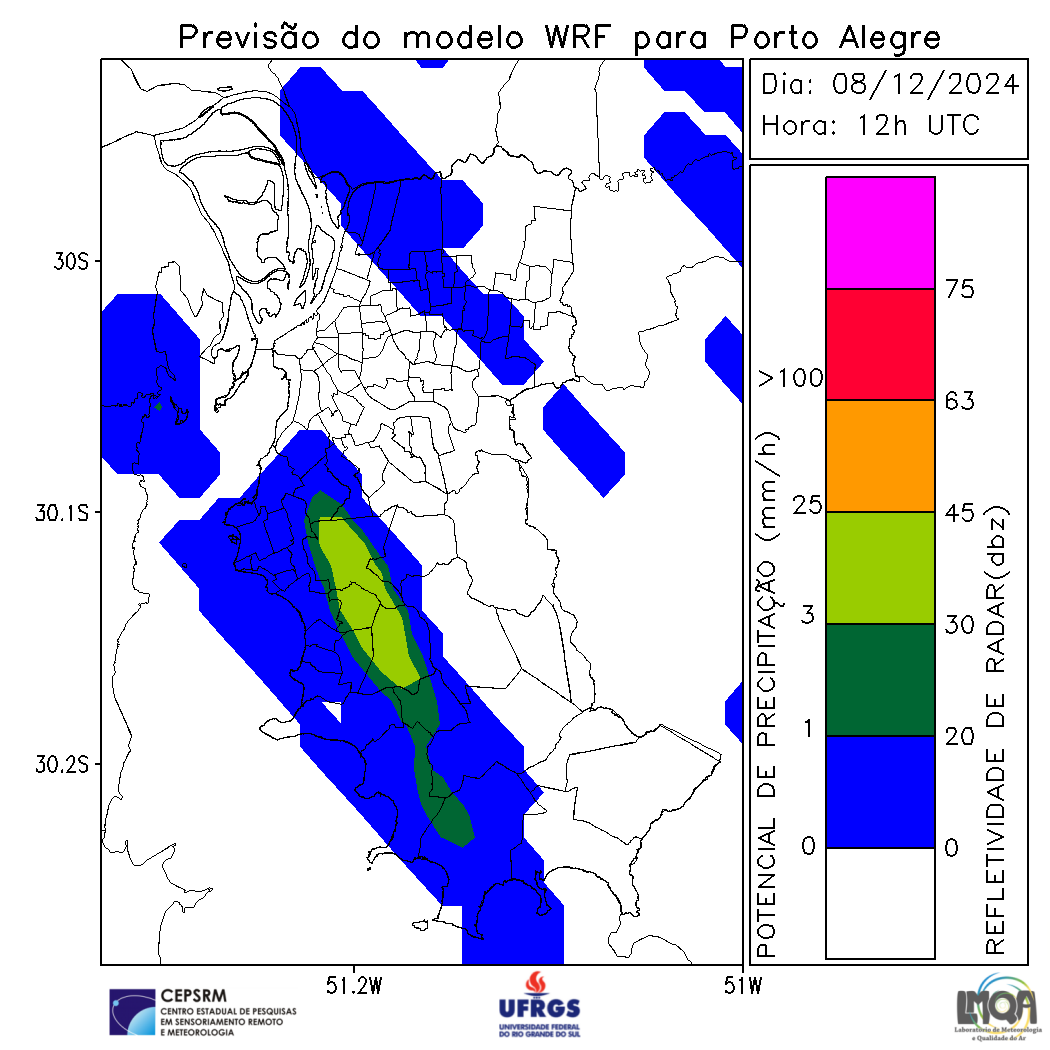 Previsão do modelo WRF para Porto Alegre
Dia: 08/12/2024
Hora: 12h UTC
30S
30.1S
30.2S
51.2W
51W
POTENCIAL DE PRECIPITAÇÃO (mm/h)
>100
25
3
1
0
75
63
45
30
20
0
REFLETIVIDADE DE RADAR(dbz)
CEPSRM
CENTRO ESTADUAL DE PESQUISAS
EM SENSORIAMENTO REMOTO
E METEOROLOGIA
UFRGS
UNIVERSIDADE FEDERAL
DO RIO GRANDE DO SUL
LMQA
Laboratório de Meteorologia
e Qualidade do Ar